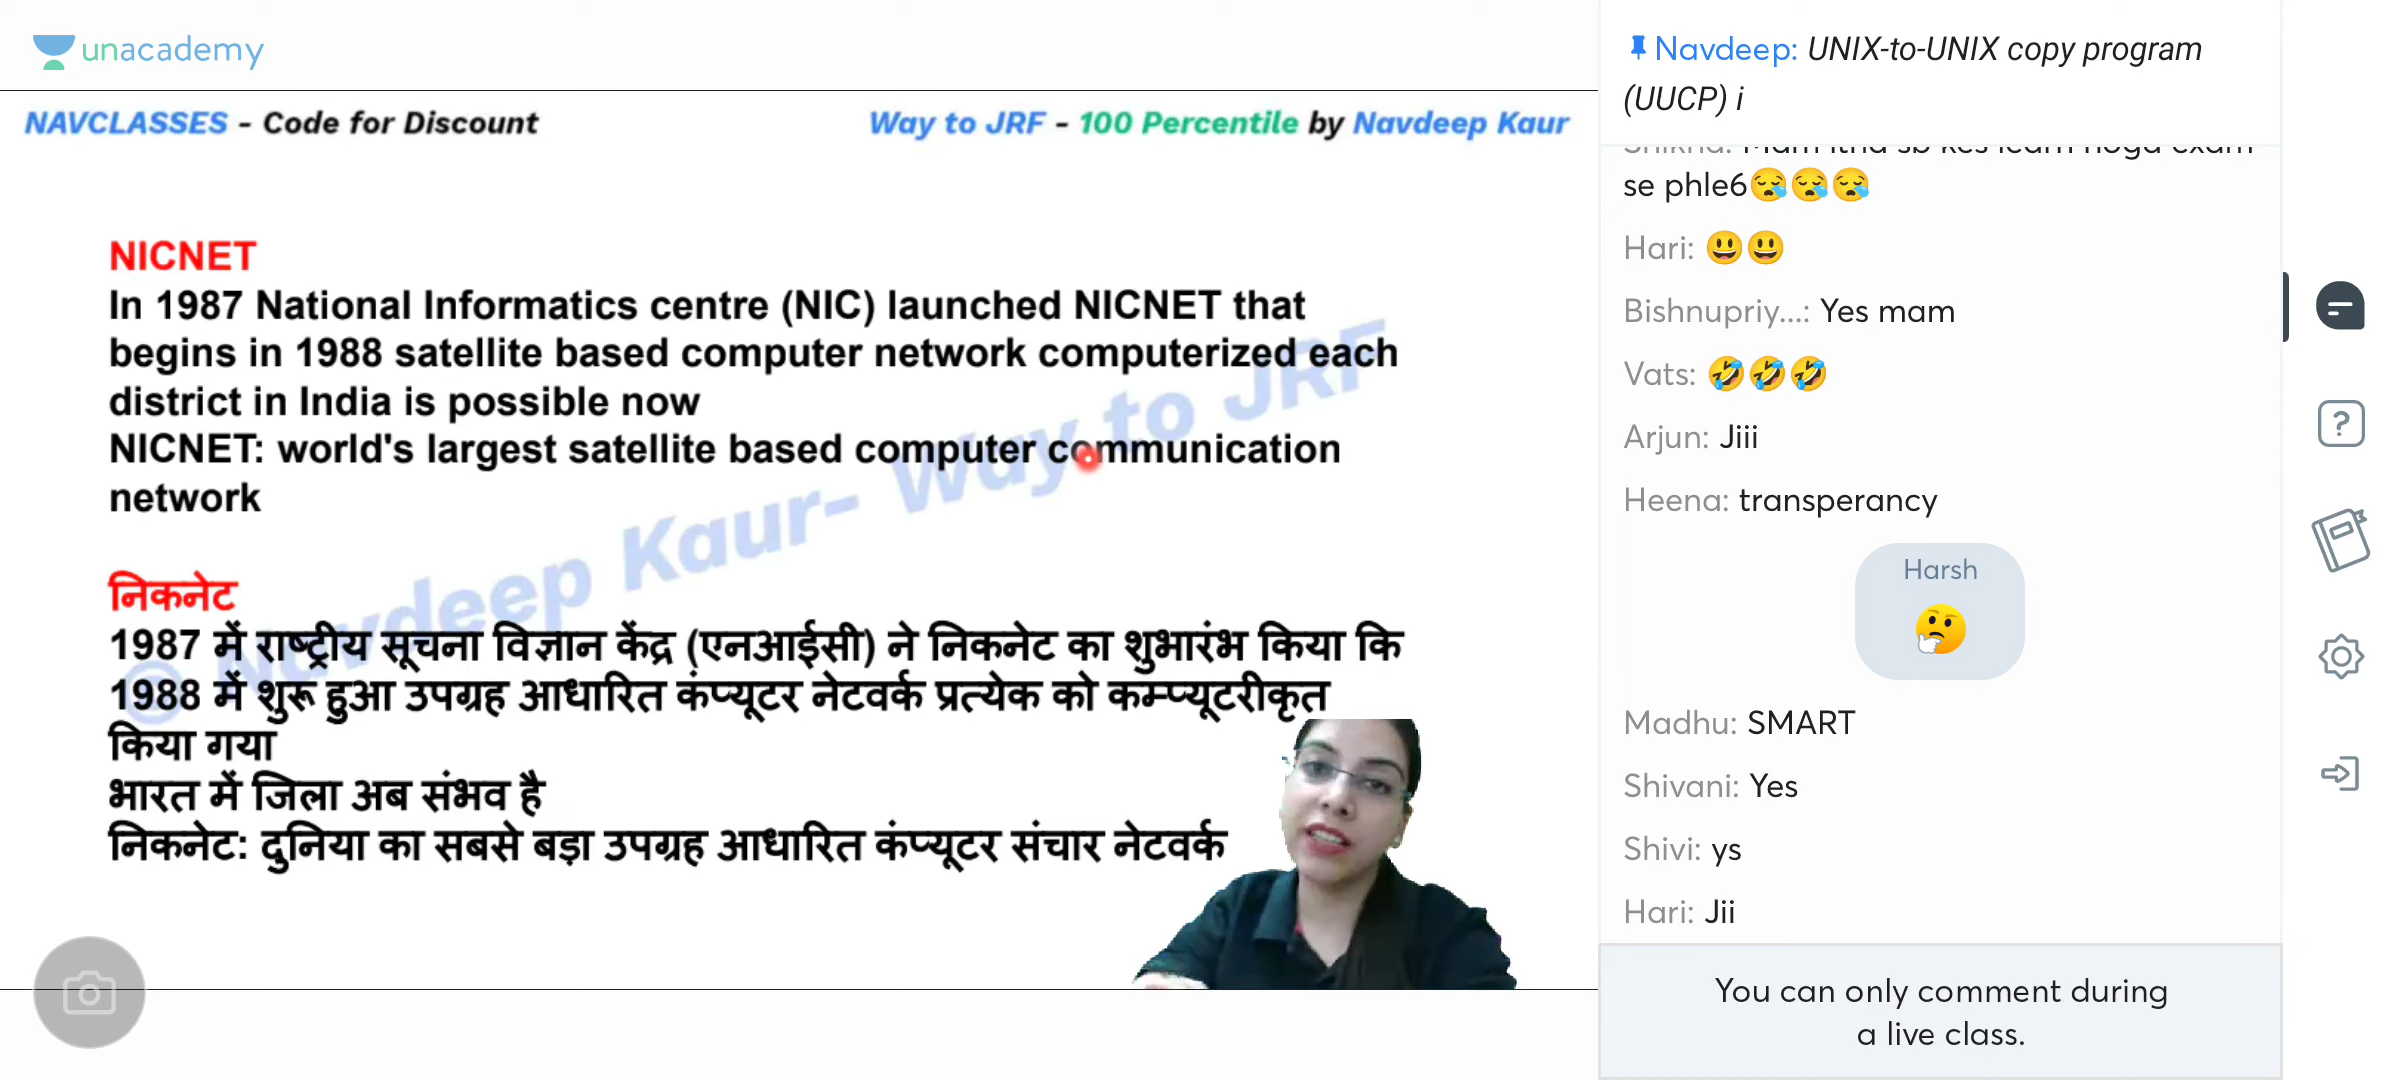 unacademy
NAVCLASSES - Code for Discount
Way to JRF - 100 Percentile by Navdeep Kaur
NICNET
In 1987 National Informatics centre (NIC) launched NICNET that
begins in 1988 satellite based computer network computerized each
district in India is possible now
NICNET: world's largest satellite based computer communication
network
निकनेट
1987 में राष्ट्रीय सूचना विज्ञान केंद्र (एनआईसी) ने निकनेट का शुभारंभ किया कि
1988 में शुरू हुआ उपग्रह आधारित कंप्यूटर नेटवर्क प्रत्येक को कम्प्यूटरीकृत
किया गया
भारत में जिला अब संभव है
निकनेट: दुनिया का सबसे बड़ा उपग्रह आधारित कंप्यूटर संचार नेटवर्क
© Navdeep Kaur- Way to JRF
Navdeep: UNIX-to-UNIX copy program
(UUCP) i
se phle6😪😪😪
Hari: 😃😃
Bishnupriy...: Yes mam
Vats: 🤣🤣🤣
Arjun: Jiii
Heena: transperancy
Harsh
🤔
Madhu: SMART
Shivani: Yes
Shivi: ys
Hari: Jii
You can only comment during
a live class.